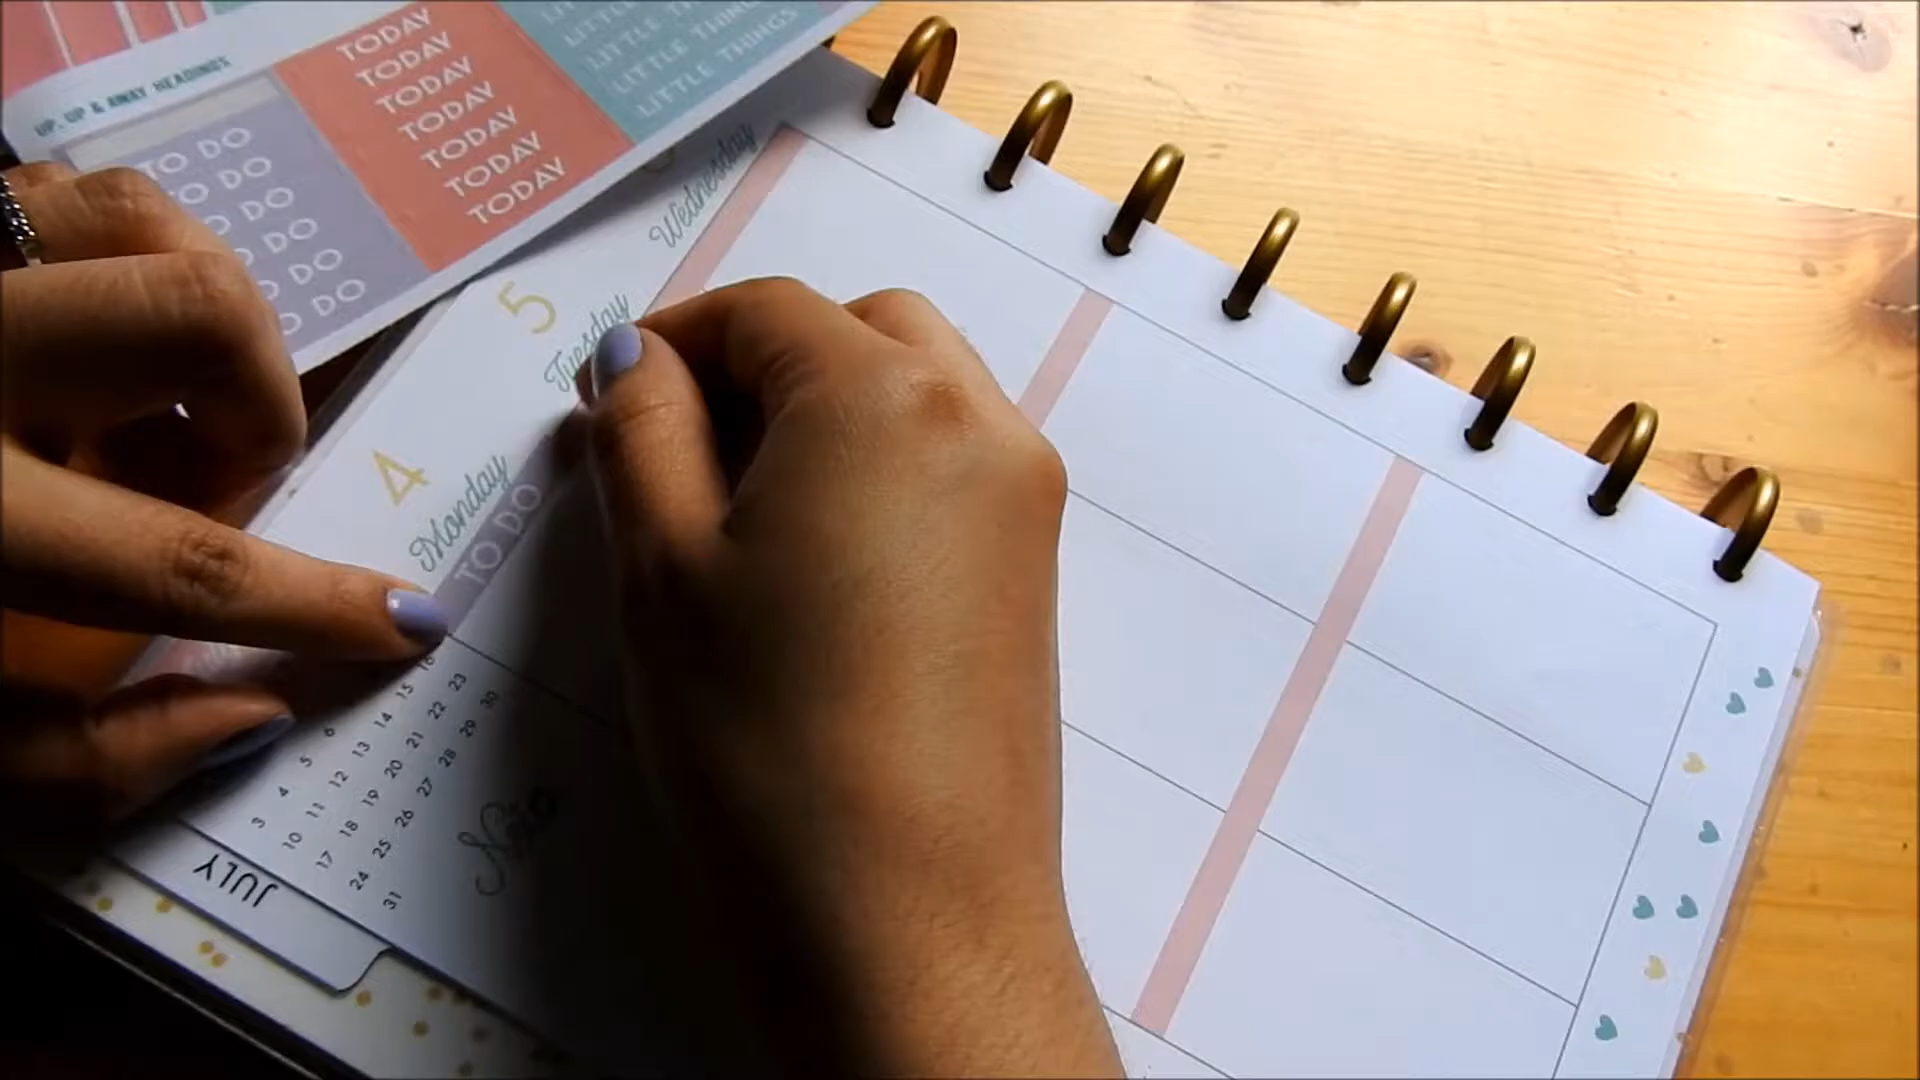 UP, UP & AWAY HEADINGS
TO DO
TO DO
TO DO
TO DO
TO DO
TO DO
TODAY
TODAY
TODAY
TODAY
TODAY
TODAY
TODAY
LITTLE THINGS
LITTLE THINGS
LITTLE THINGS
4
Monday
TO DO
5
Tuesday
Wednesday
3 4 5 6
10 11 12 13 14 15 16
17 18 19 20 21 22 23
24 25 26 27 28 29 30
31
JULY